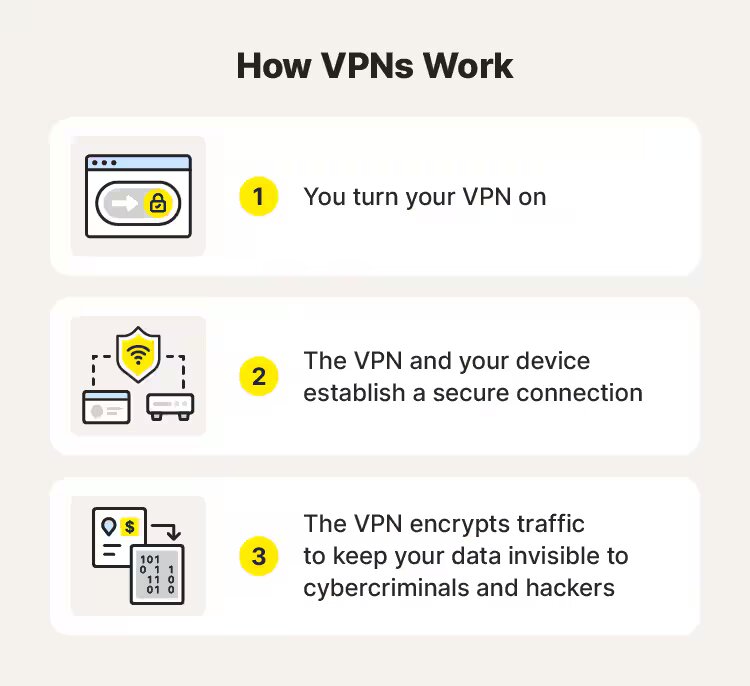 How VPNs Work
1
You turn your VPN on
2
The VPN and your device
establish a secure connection
$
101
0 1 1
11 0
01 0
3
The VPN encrypts traffic
to keep your data invisible to
cybercriminals and hackers